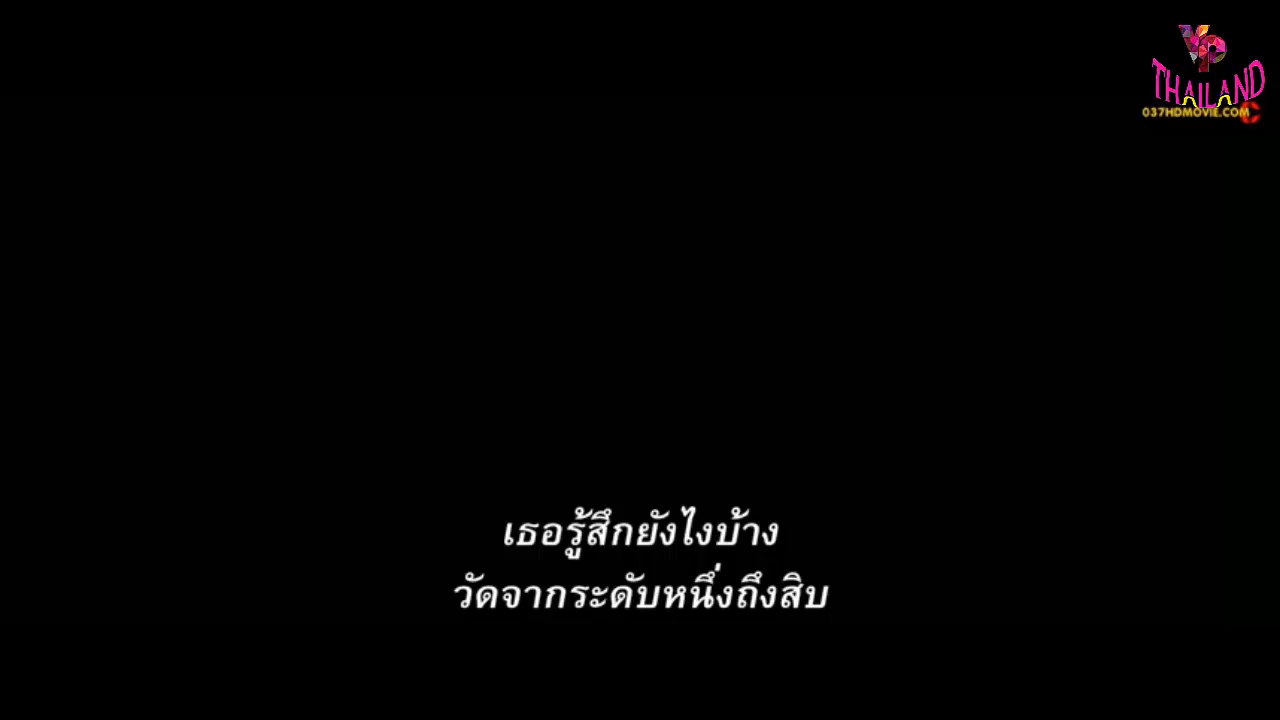 VP
THAILAND
037HDMOVIE.COM
เธอรู้สึกยังไงบ้าง
วัดจากระดับหนึ่งถึงสิบ